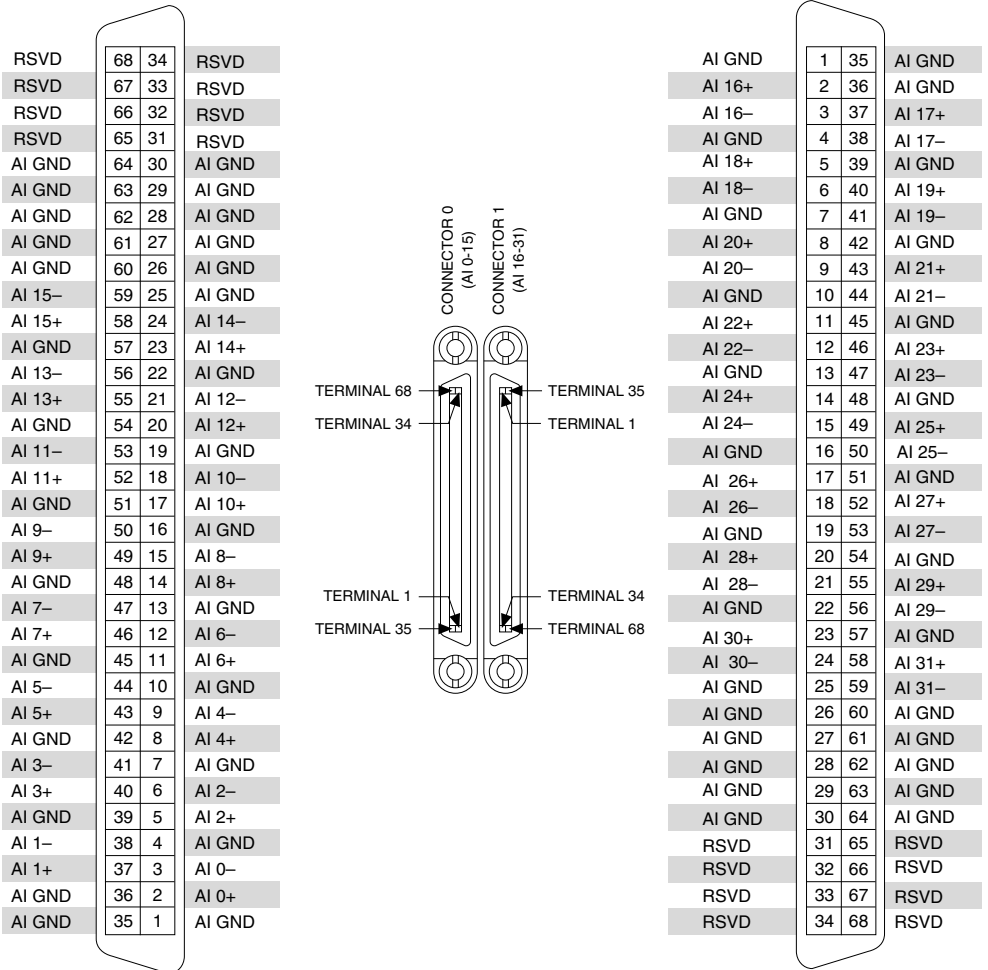 RSVD 68 34 RSVD
RSVD 67 33 RSVD
RSVD 66 32 RSVD
RSVD 65 31 RSVD
AI GND 64 30 AI GND
AI GND 63 29 AI GND
AI GND 62 28 AI GND
AI GND 61 27 AI GND
AI GND 60 26 AI GND
AI 15– 59 25 AI GND
AI 15+ 58 24 AI 14–
AI GND 57 23 AI 14+
AI 13– 56 22 AI GND
AI 13+ 55 21 AI 12–
AI GND 54 20 AI 12+
AI 11– 53 19 AI GND
AI 11+ 52 18 AI 10–
AI GND 51 17 AI 10+
AI 9– 50 16 AI GND
AI 9+ 49 15 AI 8–
AI GND 48 14 AI 8+
AI 7– 47 13 AI GND
AI 7+ 46 12 AI 6–
AI GND 45 11 AI 6+
AI 5– 44 10 AI GND
AI 5+ 43 9 AI 4–
AI GND 42 8 AI 4+
AI 3– 41 7 AI GND
AI 3+ 40 6 AI 2–
AI GND 39 5 AI 2+
AI 1– 38 4 AI GND
AI 1+ 37 3 AI 0–
AI GND 36 2 AI 0+
AI GND 35 1 AI GND
CONNECTOR 0
(AI 0-15)
CONNECTOR 1
(AI 16-31)
TERMINAL 68
TERMINAL 35
TERMINAL 34
TERMINAL 1
TERMINAL 1
TERMINAL 34
TERMINAL 35
TERMINAL 68
AI GND 1 35 AI GND
AI 16+ 2 36 AI GND
AI 16– 3 37 AI 17+
AI GND 4 38 AI 17–
AI 18+ 5 39 AI GND
AI 18– 6 40 AI 19+
AI GND 7 41 AI 19–
AI 20+ 8 42 AI GND
AI 20– 9 43 AI 21+
AI GND 10 44 AI 21–
AI 22+ 11 45 AI GND
AI 22– 12 46 AI 23+
AI GND 13 47 AI 23–
AI 24+ 14 48 AI GND
AI 24– 15 49 AI 25+
AI GND 16 50 AI 25–
AI 26+ 17 51 AI GND
AI 26– 18 52 AI 27+
AI GND 19 53 AI 27–
AI 28+ 20 54 AI GND
AI 28– 21 55 AI 29+
AI GND 22 56 AI 29–
AI 30+ 23 57 AI GND
AI 30– 24 58 AI 31+
AI GND 25 59 AI 31–
AI GND 26 60 AI GND
AI GND 27 61 AI GND
AI GND 28 62 AI GND
AI GND 29 63 AI GND
AI GND 30 64 AI GND
RSVD 31 65 RSVD
RSVD 32 66 RSVD
RSVD 33 67 RSVD
RSVD 34 68 RSVD